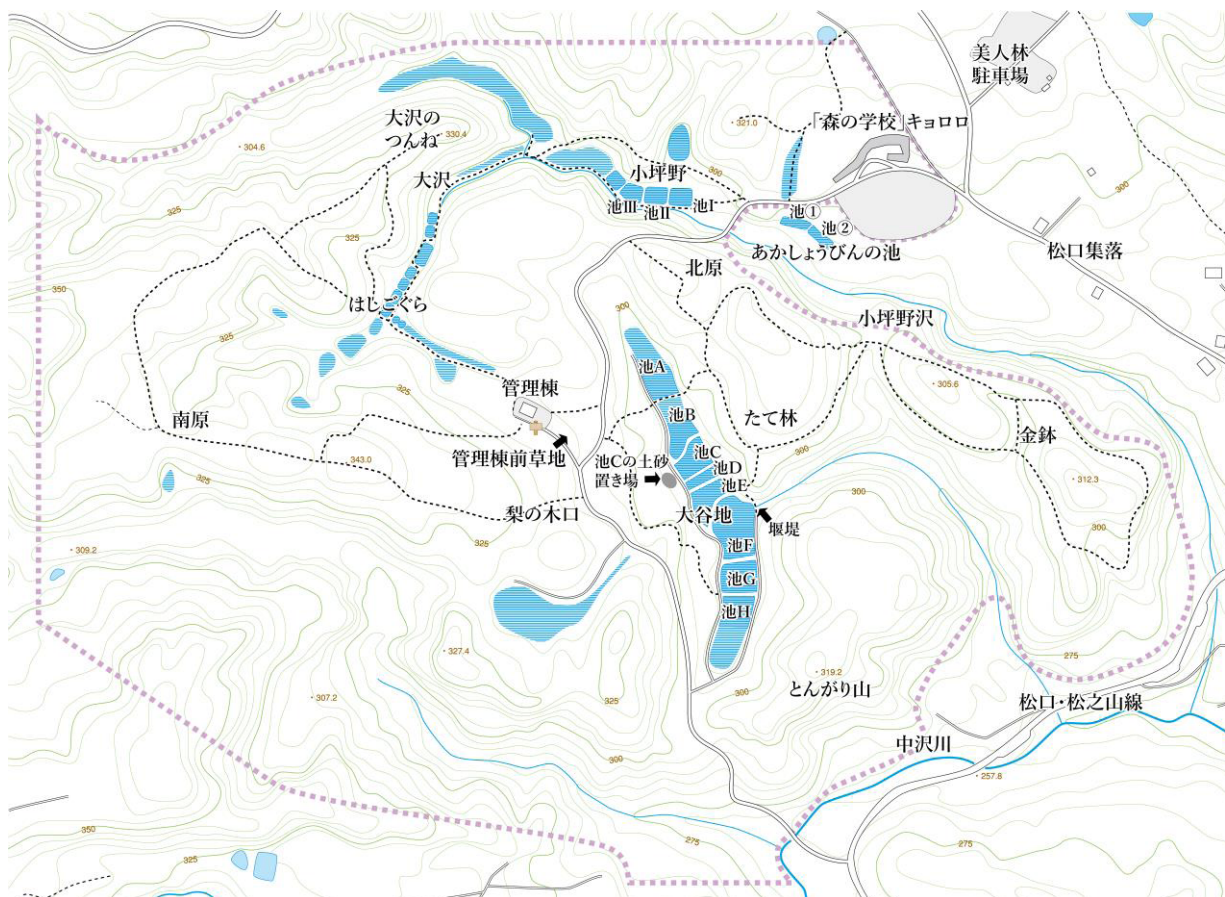 美人林
駐車場
「森の学校」キョロロ
321.0
大沢の
つんね
330.4
304.6
大沢
小坪野
300
池Ⅲ
池Ⅱ
池Ⅰ
池①
池②
あかしょうびんの池
松口集落
300
325
325
350
北原
300
小坪野沢
はしごぐら
325
池A
管理棟
325
305.6
南原
池B
たて林
金鉢
343.0
管理棟前草地
池Cの土砂
置き場
池C
池D
池E
300
312.3
325
梨の木口
325
大谷地
堰堤
300
300
309.2
池F
池G
池H
327.4
319.2
275
307.2
325
300
とんがり山
松口・松之山線
中沢川
300
257.8
350
325
275
275